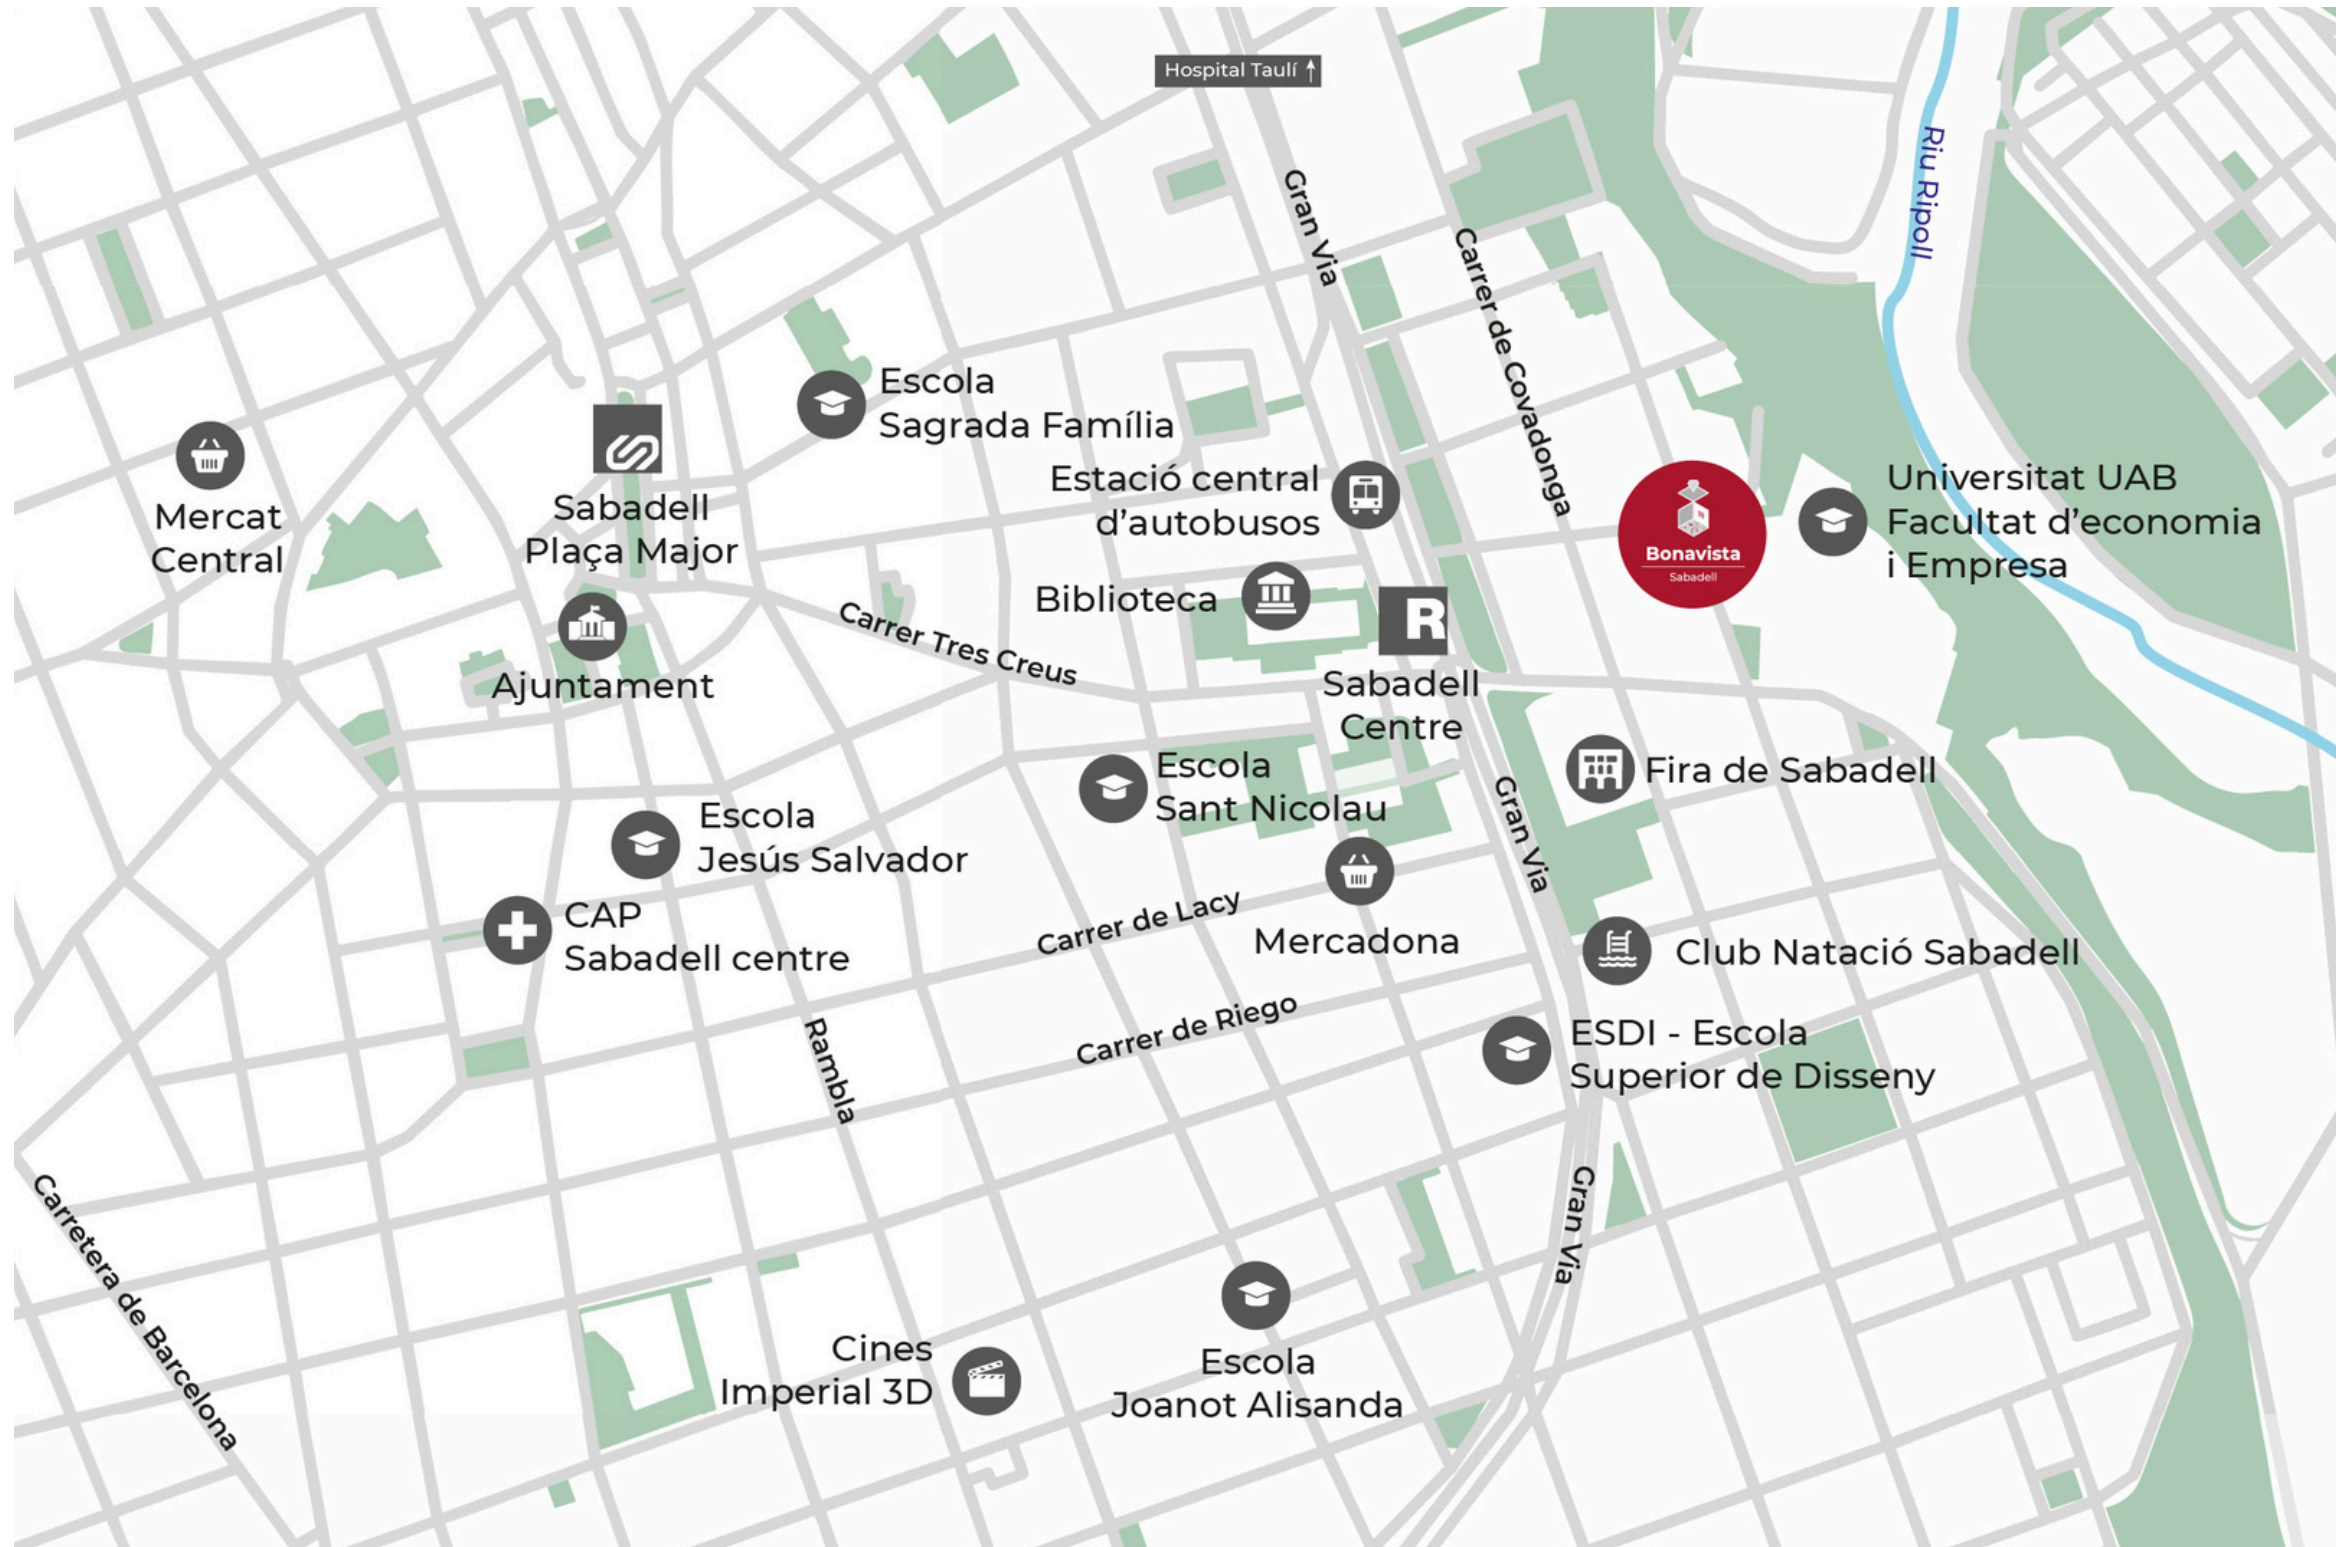 Hospital Taulí ↑
Riu Ripoll
Gran Via
Carrer de Covadonga
Escola
Sagrada Família
Mercat
Central
Sabadell
Plaça Major
Estació central
d’autobusos
Bonavista
Sabadell
Universitat UAB
Facultat d’economia
i Empresa
Biblioteca
R
Carrer Tres Creus
Ajuntament
Sabadell
Centre
Escola
Sant Nicolau
Fira de Sabadell
Gran Via
Escola
Jesús Salvador
Mercadona
CAP
Sabadell centre
Carrer de Lacy
Club Natació Sabadell
Carrer de Riego
Rambla
ESDI - Escola
Superior de Disseny
Gran Via
Carretera de Barcelona
Cines
Imperial 3D
Escola
Joanot Alisanda